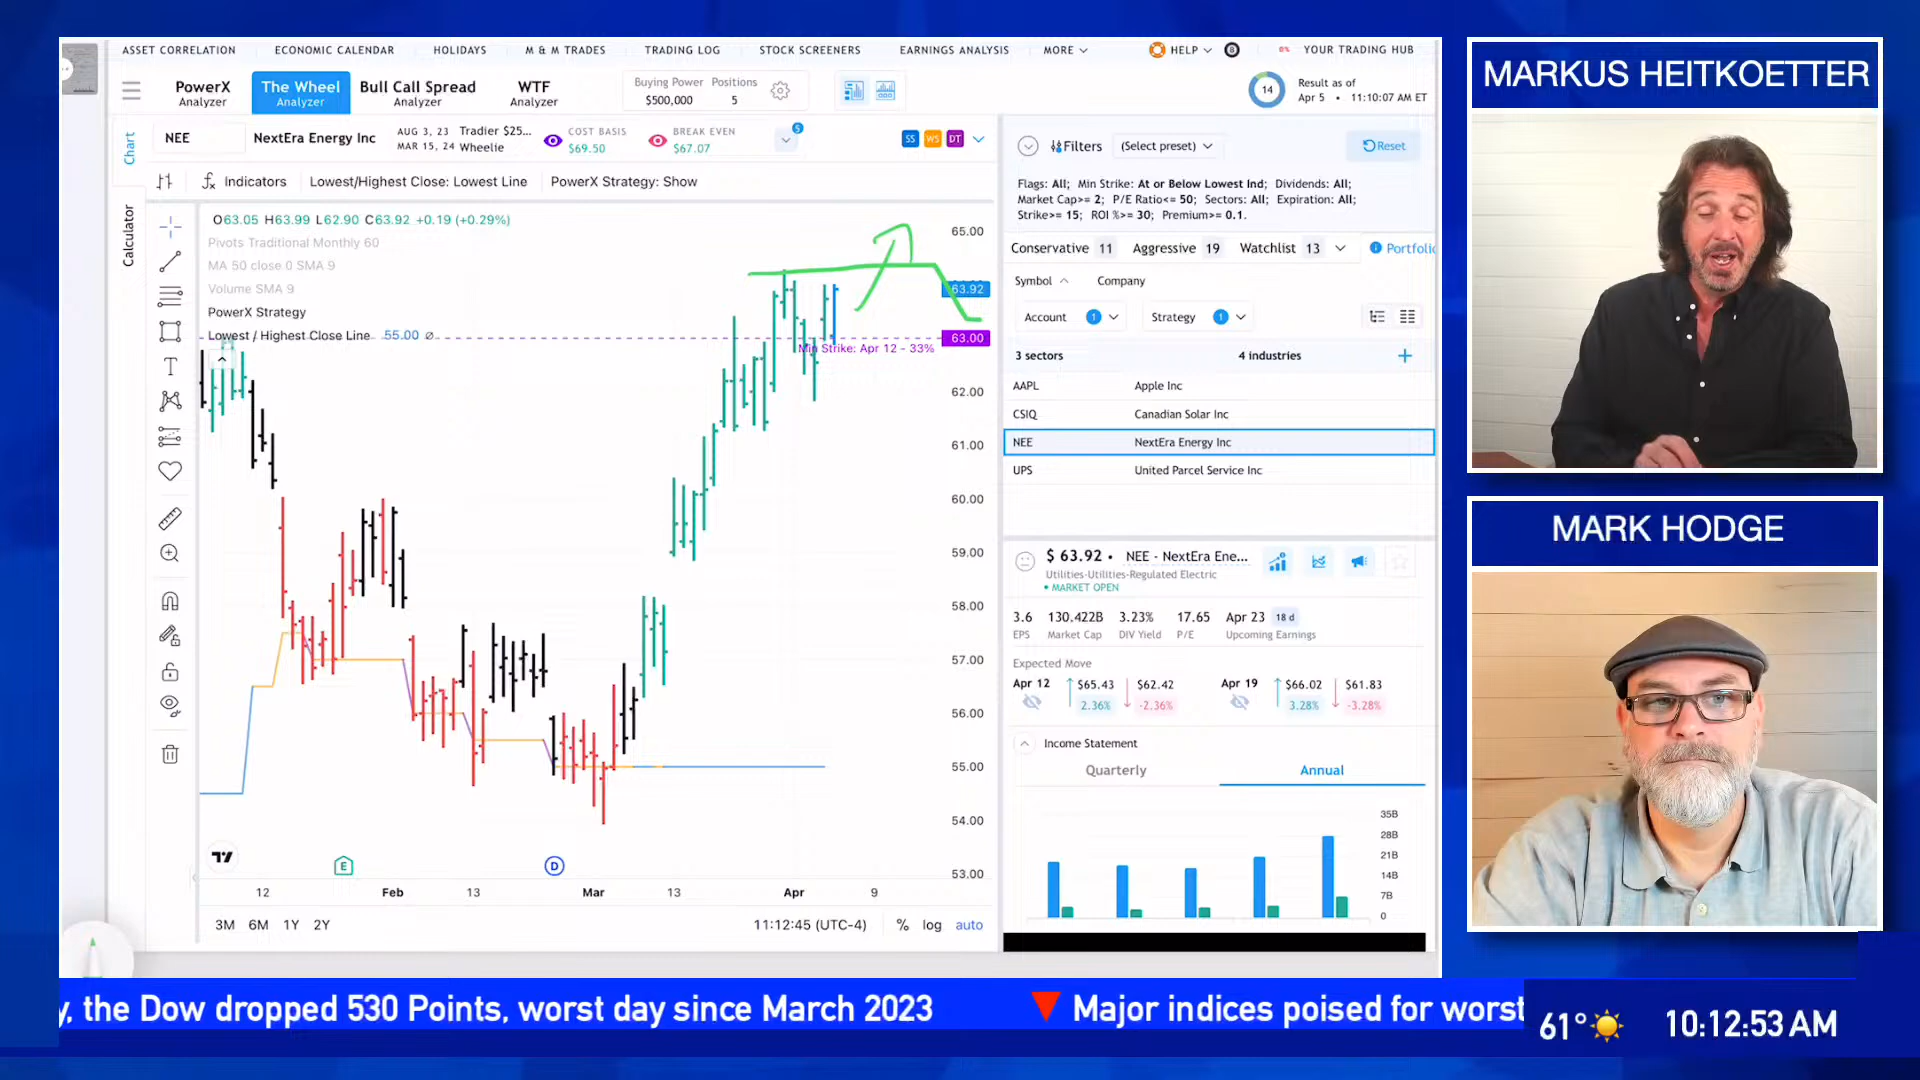 ASSET CORRELATION ECONOMIC CALENDAR HOLIDAYS M & M TRADES TRADING LOG STOCK SCREENERS EARNINGS ANALYSIS MORE HELP YOUR TRADING HUB
PowerX Analyzer
The Wheel Analyzer
Bull Call Spread Analyzer
WTF Analyzer
Buying Power $500,000
Positions 5
14
Result as of
Apr 5 • 11:10:07 AM ET
Chart
Calculator
NEE NextEra Energy Inc
AUG 3, 23 Tradier $25...
MAR 15, 24 Wheelie
COST BASIS $69.50
BREAK EVEN $67.07
5
SS WS DT
Indicators Lowest/Highest Close: Lowest Line PowerX Strategy: Show
O63.05 H63.99 L62.90 C63.92 +0.19 (+0.29%)
Pivots Traditional Monthly 60
MA 50 close 0 SMA 9
Volume SMA 9
PowerX Strategy
Lowest / Highest Close Line 55.00 ∅
Min Strike: Apr 12 - 33%
65.00
63.92
63.00
62.00
61.00
60.00
59.00
58.00
57.00
56.00
55.00
54.00
53.00
E
D
12 Feb 13 Mar 13 Apr 9
3M 6M 1Y 2Y
11:12:45 (UTC-4) % log auto
Filters (Select preset) Reset
Flags: All; Min Strike: At or Below Lowest Ind; Dividends: All;
Market Cap>= 2; P/E Ratio<= 50; Sectors: All; Expiration: All;
Strike>= 15; ROI %>= 30; Premium>= 0.1.
Conservative 11 Aggressive 19 Watchlist 13 Portfolio
Symbol Company
Account 1 Strategy 1
3 sectors 4 industries +
AAPL Apple Inc
CSIQ Canadian Solar Inc
NEE NextEra Energy Inc
UPS United Parcel Service Inc
$ 63.92 • NEE - NextEra Ene...
Utilities-Utilities-Regulated Electric
• MARKET OPEN
3.6 130.422B 3.23% 17.65 Apr 23 18 d
EPS Market Cap DIV Yield P/E Upcoming Earnings
Expected Move
Apr 12 $65.43 $62.42 Apr 19 $66.02 $61.83
2.36% -2.36% 3.28% -3.28%
Income Statement
Quarterly Annual
35B
28B
21B
14B
7B
0
MARKUS HEITKOETTER
MARK HODGE
y, the Dow dropped 530 Points, worst day since March 2023 Major indices poised for worst
61° 10:12:53 AM